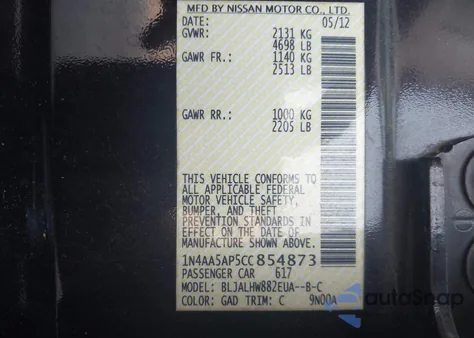 MFD BY NISSAN MOTOR CO., LTD.
DATE: 05/12
GVWR: 2131 KG
4698 LB
GAWR FR.: 1140 KG
2513 LB
GAWR RR.: 1000 KG
2205 LB
THIS VEHICLE CONFORMS TO
ALL APPLICABLE FEDERAL
MOTOR VEHICLE SAFETY,
BUMPER, AND THEFT
PREVENTION STANDARDS IN
EFFECT ON THE DATE OF
MANUFACTURE SHOWN ABOVE.
1N4AA5AP5CC854873
PASSENGER CAR 617
MODEL: BLJALHW882EUA--B-C
COLOR: GAD TRIM: C 9N00A
autoSnap